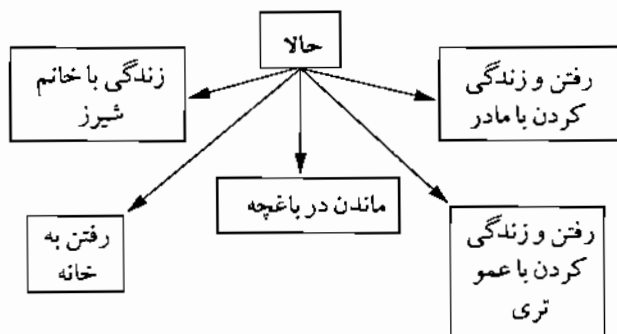 حالا
رفتن و زندگی
کردن با مادر
زندگی با خانم
شیرز
ماندن در باغچه
رفتن و زندگی
کردن با عمو
تری
رفتن به
خانه